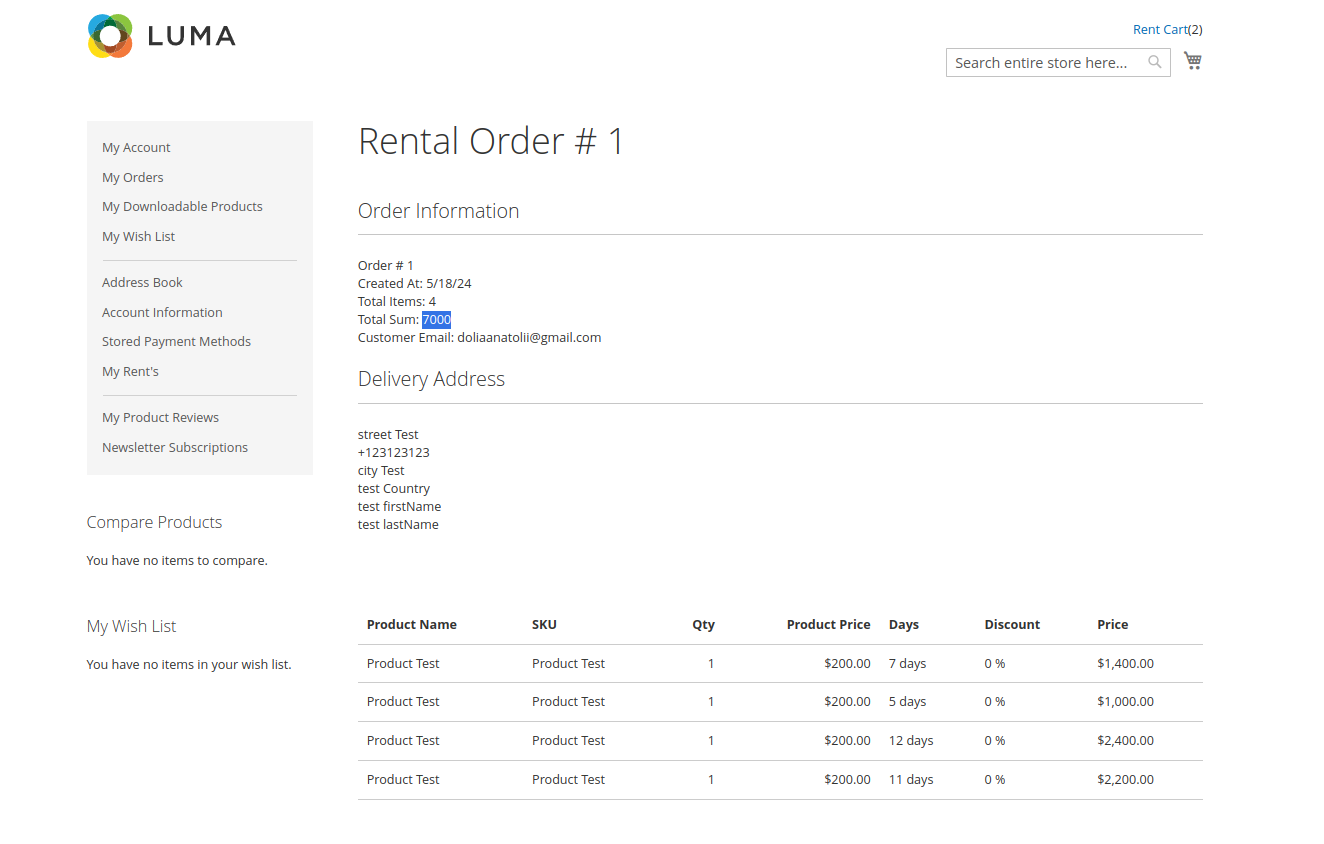 LUMA
Rent Cart(2)
Search entire store here...
My Account
My Orders
My Downloadable Products
My Wish List
Address Book
Account Information
Stored Payment Methods
My Rent's
My Product Reviews
Newsletter Subscriptions
Compare Products
You have no items to compare.
My Wish List
You have no items in your wish list.
Rental Order # 1
Order Information
Order # 1
Created At: 5/18/24
Total Items: 4
Total Sum: 7000
Customer Email: doliaanatolii@gmail.com
Delivery Address
street Test
+123123123
city Test
test Country
test firstName
test lastName
Product Name SKU Qty Product Price Days Discount Price
Product Test Product Test 1 $200.00 7 days 0 % $1,400.00
Product Test Product Test 1 $200.00 5 days 0 % $1,000.00
Product Test Product Test 1 $200.00 12 days 0 % $2,400.00
Product Test Product Test 1 $200.00 11 days 0 % $2,200.00